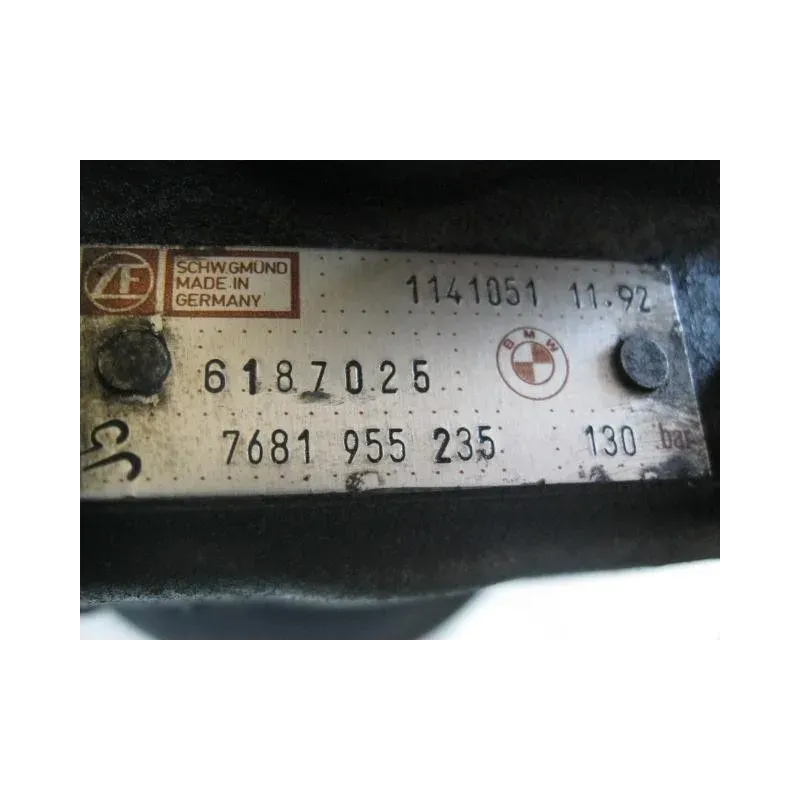 ZF
SCHW.GMÜND
MADE IN
GERMANY
1141051 11.92
6187025
BMW
7681 955 235 130 bar